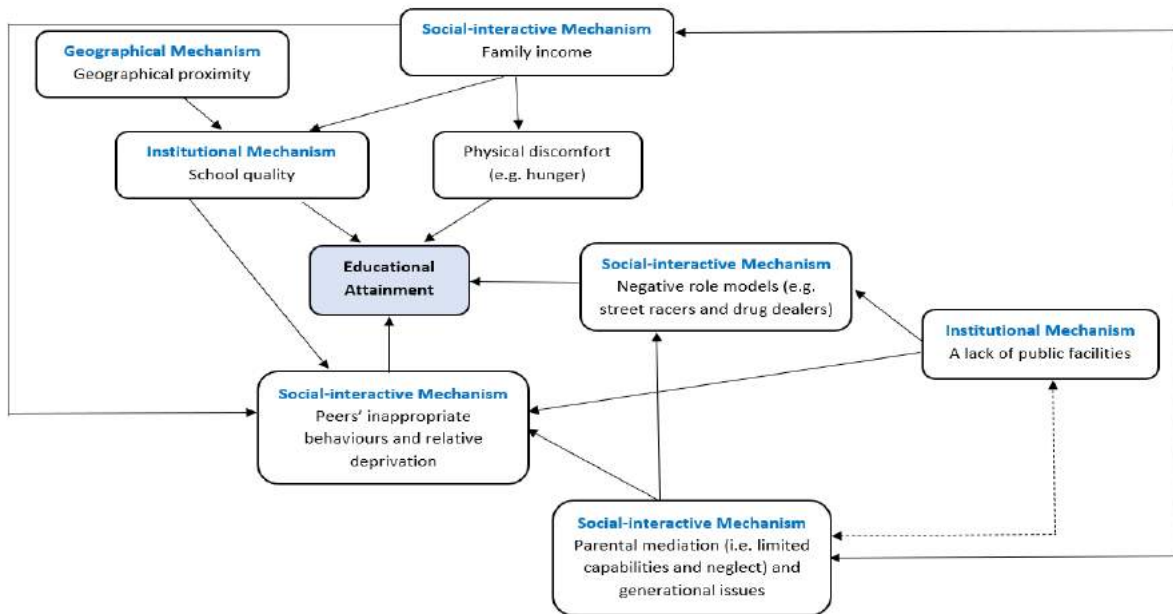 Social-interactive Mechanism
Family income
Geographical Mechanism
Geographical proximity
Institutional Mechanism
School quality
Physical discomfort
(e.g. hunger)
Educational
Attainment
Social-interactive Mechanism
Negative role models (e.g.
street racers and drug dealers)
Institutional Mechanism
A lack of public facilities
Social-interactive Mechanism
Peers' inappropriate
behaviours and relative
deprivation
Social-interactive Mechanism
Parental mediation (i.e. limited
capabilities and neglect) and
generational issues